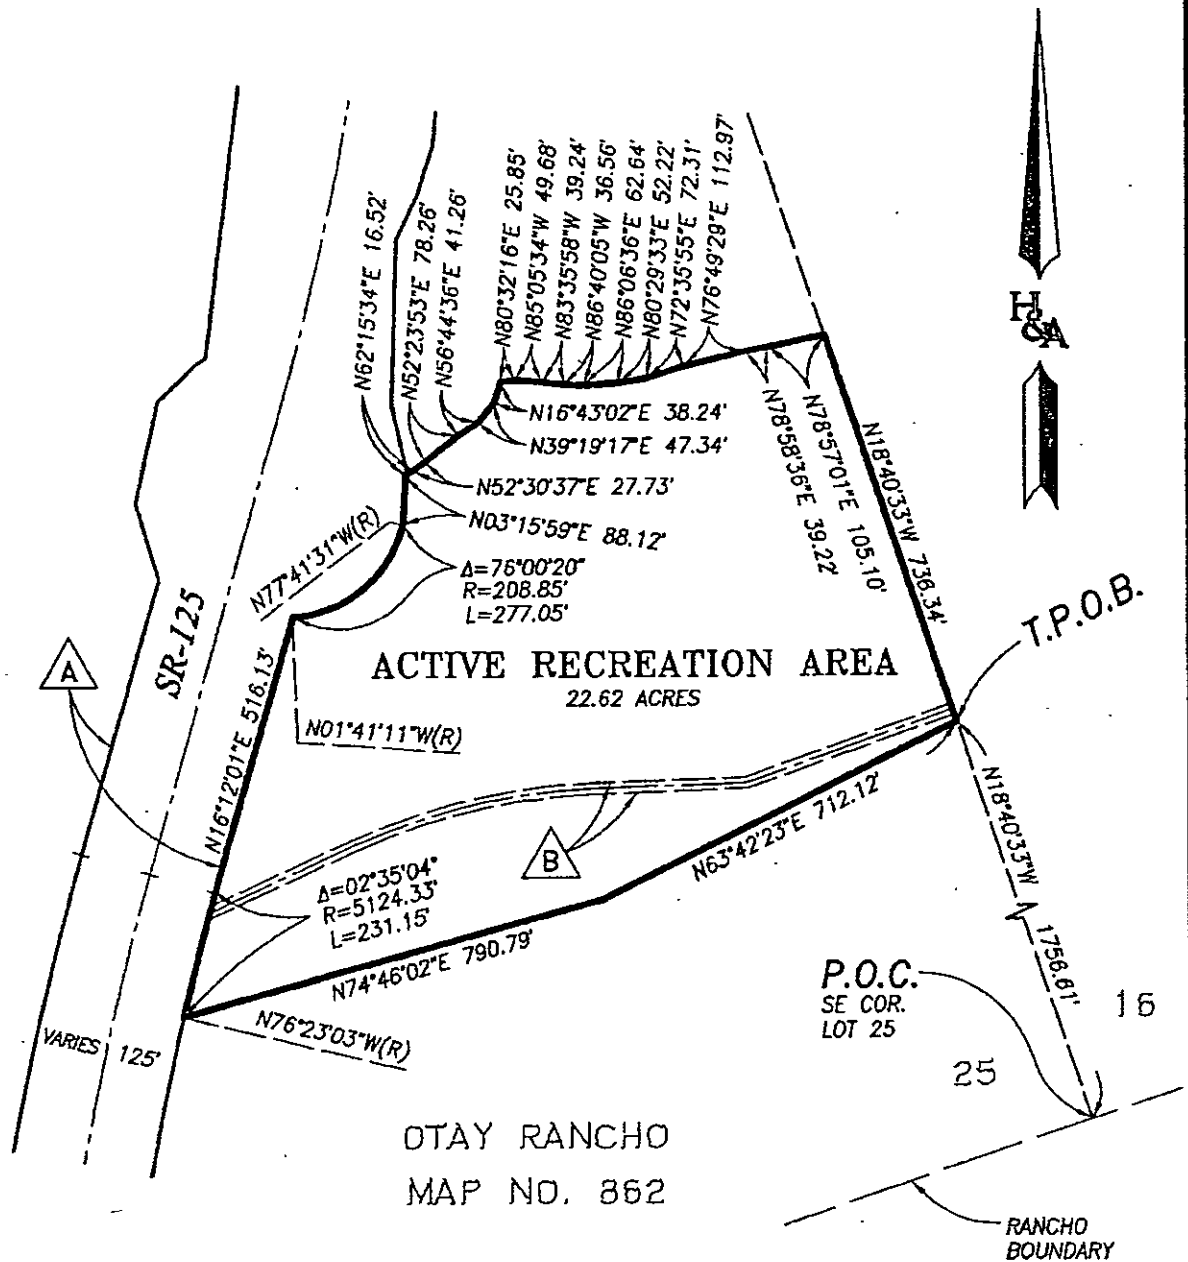 N62°15'34"E 16.52'
N52°23'53"E 78.26'
N56°44'36"E 41.26'
N80°32'16"E 25.85'
N85°05'34"W 49.68'
N83°35'58"W 39.24'
N86°40'05"W 36.56'
N86°06'36"E 62.64'
N80°29'33"E 52.22'
N72°35'55"E 72.31'
N76°49'29"E 112.97'
H&A
N16°43'02"E 38.24'
N39°19'17"E 47.34'
N52°30'37"E 27.73'
N03°15'59"E 88.12'
N78°58'36"E 39.22'
N78°57'01"E 105.10'
N18°40'33"W 736.34'
N77°41'31"W(R)
Δ=76°00'20"
R=208.85'
L=277.05'
T.P.O.B.
SR-125
A
ACTIVE RECREATION AREA
22.62 ACRES
N01°41'11"W(R)
N16°12'01"E 516.13'
B
N63°42'23"E 712.12'
N18°40'33"W 1756.61'
Δ=02°35'04"
R=5124.33'
L=231.15'
N74°46'02"E 790.79'
N76°23'03"W(R)
VARIES 125'
P.O.C.
SE COR.
LOT 25
16
25
OTAY RANCHO
MAP NO. 862
RANCHO
BOUNDARY